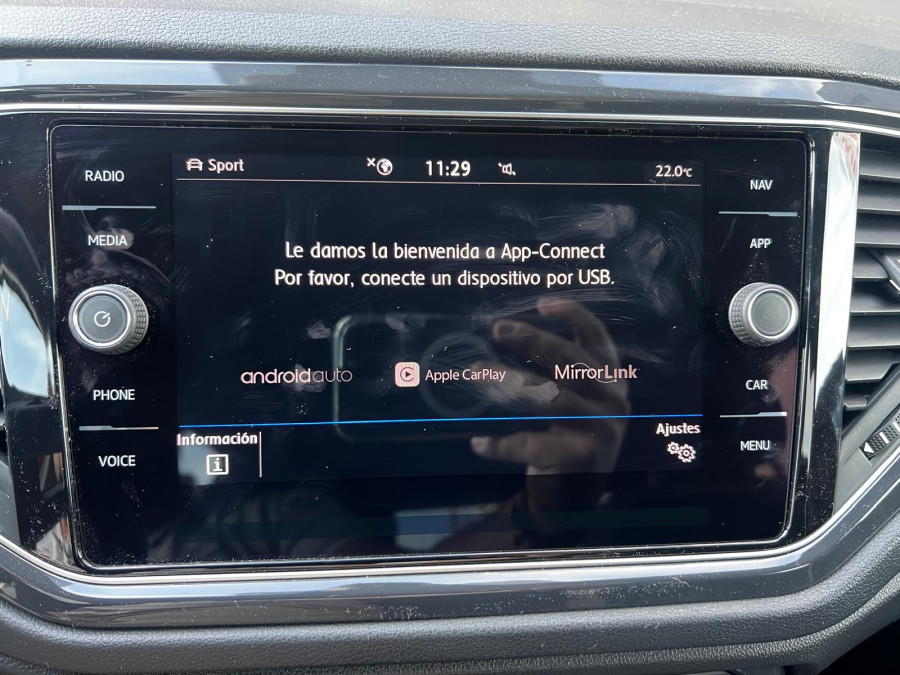 RADIO
MEDIA
PHONE
VOICE
Sport
11:29
22.0°C
Le damos la bienvenida a App-Connect
Por favor, conecte un dispositivo por USB.
androidauto
Apple CarPlay
MirrorLink
Información
i
Ajustes
NAV
APP
CAR
MENU